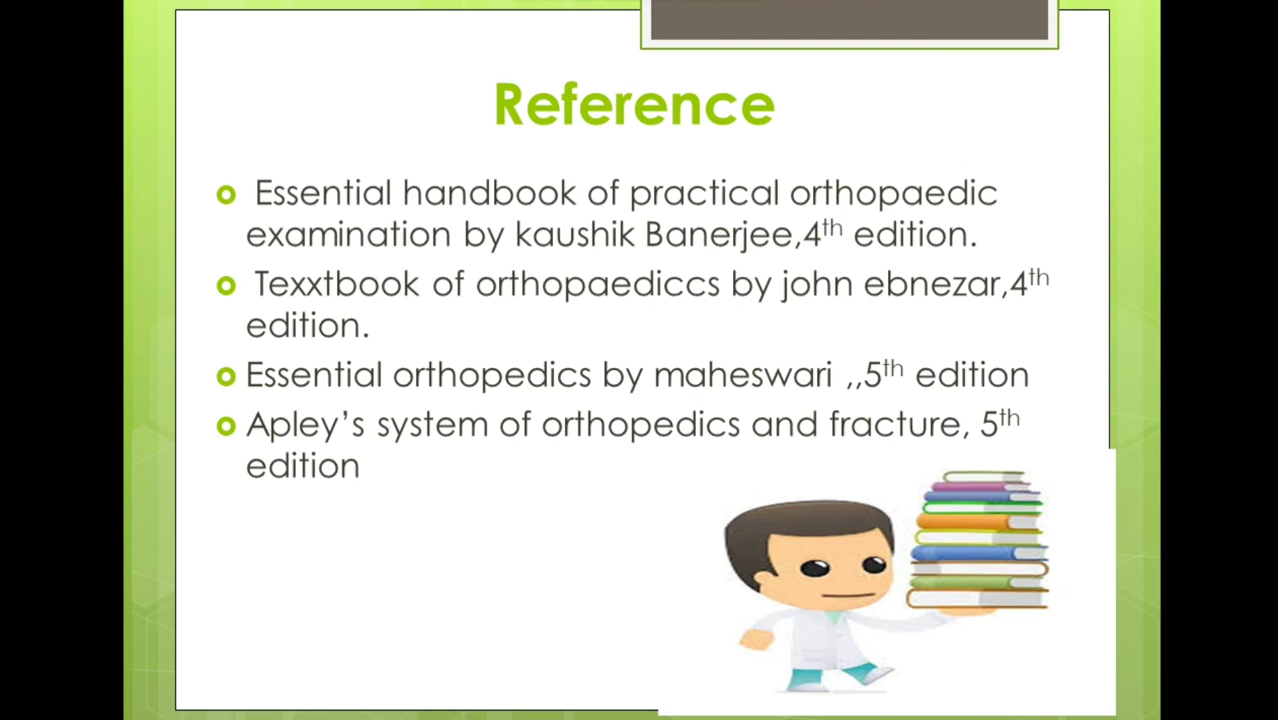 Reference
Essential handbook of practical orthopaedic
examination by kaushik Banerjee,4th edition.
Texxtbook of orthopaediccs by john ebnezar,4th
edition.
Essential orthopedics by maheswari ,,5th edition
Apley’s system of orthopedics and fracture, 5th
edition